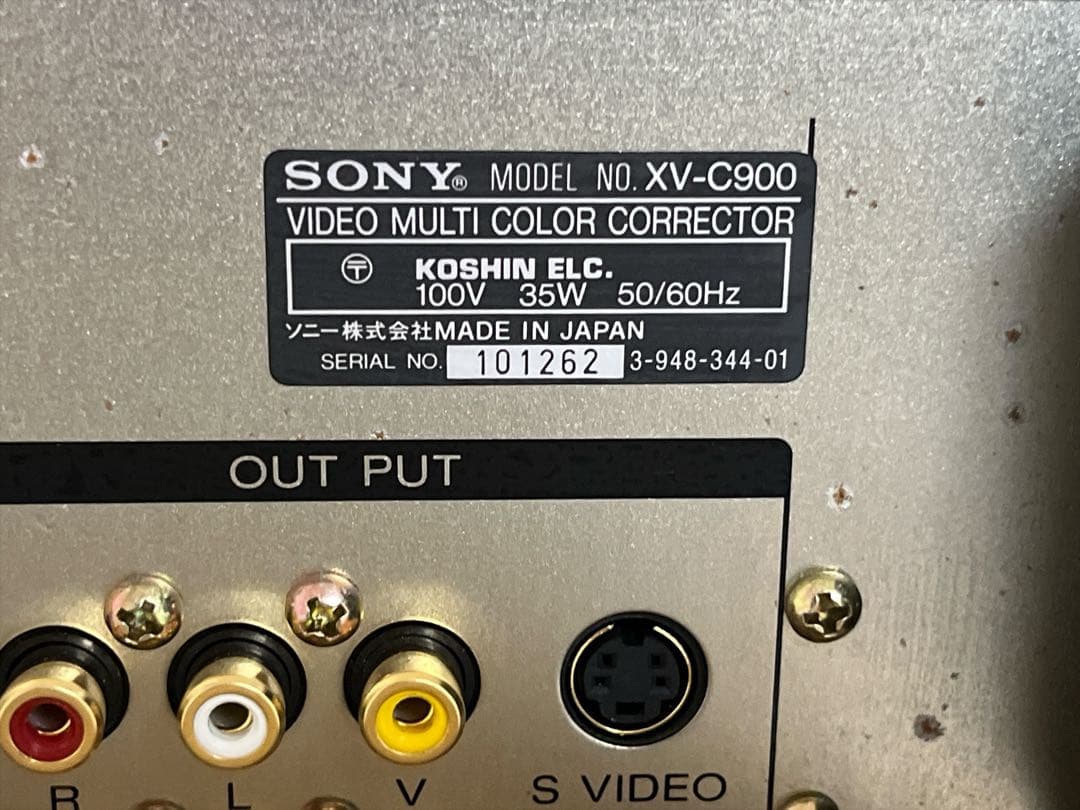 SONY® MODEL NO. XV-C900
VIDEO MULTI COLOR CORRECTOR
〶 KOSHIN ELC.
100V 35W 50/60Hz
ソニー株式会社MADE IN JAPAN
SERIAL NO. 101262 3-948-344-01
OUT PUT
R L V S VIDEO